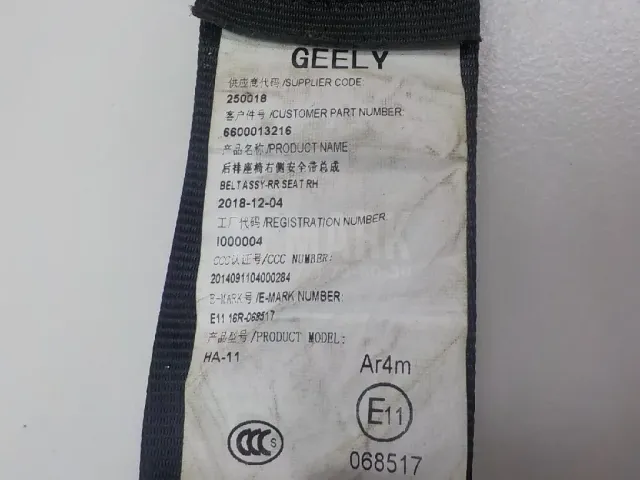 GEELY
供应商代码/SUPPLIER CODE:
250018
客户件号/CUSTOMER PART NUMBER:
6600013216
产品名称/PRODUCT NAME:
后排座椅右侧安全带总成
BELT ASSY-RR SEAT RH
2018-12-04
工厂代码/REGISTRATION NUMBER:
I000004
CCC认证号/CCC NUMBER:
2014091104000284
E-MARK号/E-MARK NUMBER:
E11 16R-068517
产品型号/PRODUCT MODEL:
HA-11
Ar4m
E11
CCC S
068517